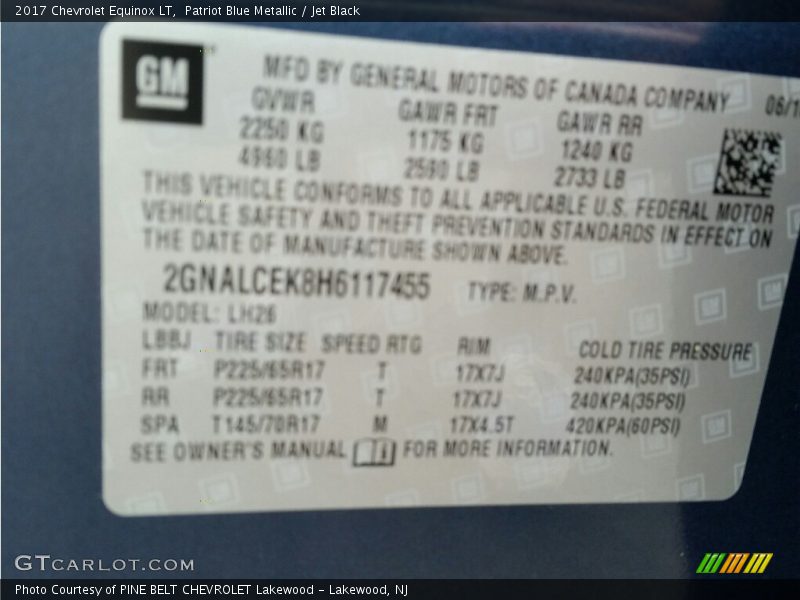 2017 Chevrolet Equinox LT, Patriot Blue Metallic / Jet Black
GM
MFD BY GENERAL MOTORS OF CANADA COMPANY
GVWR GAWR FRT GAWR RR
2250 KG 1175 KG 1240 KG
4960 LB 2590 LB 2733 LB
THIS VEHICLE CONFORMS TO ALL APPLICABLE U.S. FEDERAL MOTOR
VEHICLE SAFETY AND THEFT PREVENTION STANDARDS IN EFFECT ON
THE DATE OF MANUFACTURE SHOWN ABOVE.
2GNALCEK8H6117455 TYPE: M.P.V.
MODEL: LH26
LBBJ TIRE SIZE SPEED RTG RIM COLD TIRE PRESSURE
FRT P225/65R17 T 17X7J 240KPA(35PSI)
RR P225/65R17 T 17X7J 240KPA(35PSI)
SPA T145/70R17 M 17X4.5T 420KPA(60PSI)
SEE OWNER'S MANUAL FOR MORE INFORMATION.
GTCARLOT.COM
Photo Courtesy of PINE BELT CHEVROLET Lakewood - Lakewood, NJ